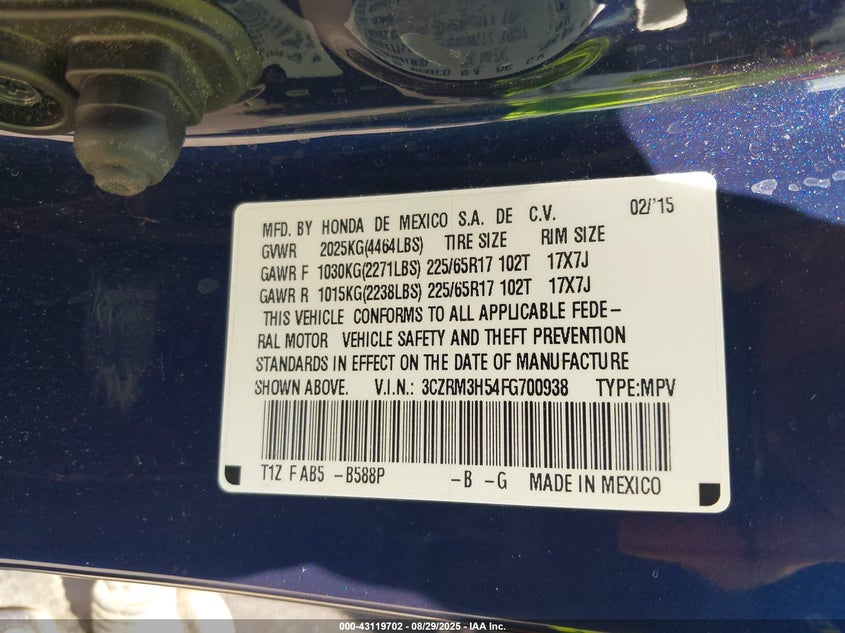 MFD. BY HONDA DE MEXICO S.A. DE C.V. 02/'15
GVWR 2025KG(4464LBS) TIRE SIZE RIM SIZE
GAWR F 1030KG(2271LBS) 225/65R17 102T 17X7J
GAWR R 1015KG(2238LBS) 225/65R17 102T 17X7J
THIS VEHICLE CONFORMS TO ALL APPLICABLE FEDE-
RAL MOTOR VEHICLE SAFETY AND THEFT PREVENTION
STANDARDS IN EFFECT ON THE DATE OF MANUFACTURE
SHOWN ABOVE. V.I.N.: 3CZRM3H54FG700938 TYPE:MPV
T1Z F AB5 -B588P -B -G MADE IN MEXICO
000-43119702 - 08/29/2025 - IAA Inc.